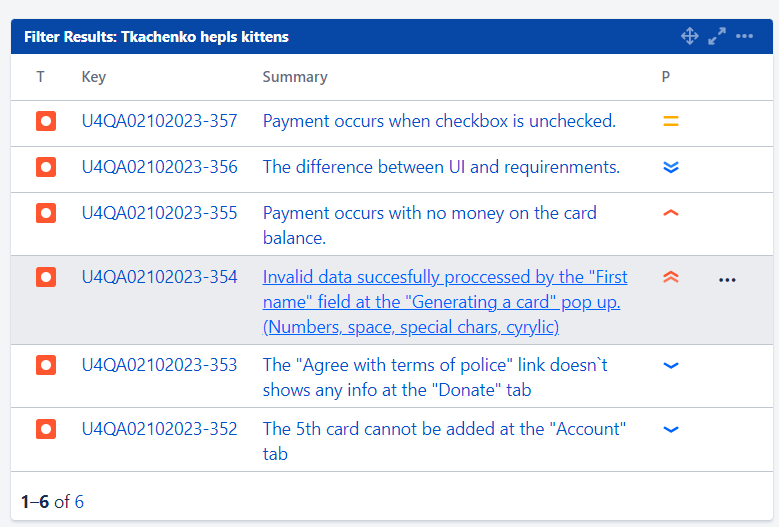 Filter Results: Tkachenko hepls kittens
T Key Summary P
U4QA02102023-357 Payment occurs when checkbox is unchecked.
U4QA02102023-356 The difference between UI and requirenments.
U4QA02102023-355 Payment occurs with no money on the card
balance.
U4QA02102023-354 Invalid data succesfully proccessed by the "First
name" field at the "Generating a card" pop up.
(Numbers, space, special chars, cyrylic)
U4QA02102023-353 The "Agree with terms of police" link doesn`t
shows any info at the "Donate" tab
U4QA02102023-352 The 5th card cannot be added at the "Account"
tab
1–6 of 6